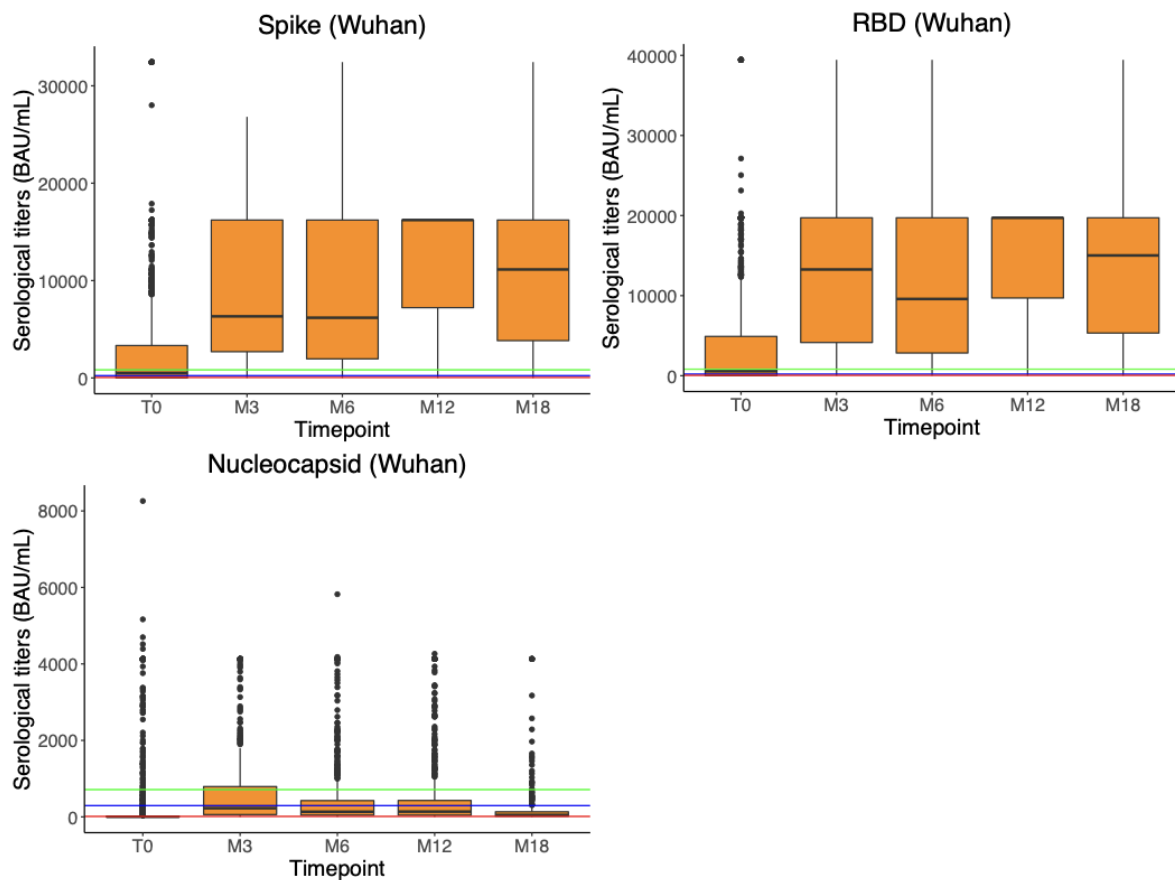 Spike (Wuhan)
Serological titers (BAU/mL)
30000
20000
10000
0
T0 M3 M6 M12 M18
Timepoint
RBD (Wuhan)
Serological titers (BAU/mL)
40000
30000
20000
10000
0
T0 M3 M6 M12 M18
Timepoint
Nucleocapsid (Wuhan)
Serological titers (BAU/mL)
8000
6000
4000
2000
0
T0 M3 M6 M12 M18
Timepoint